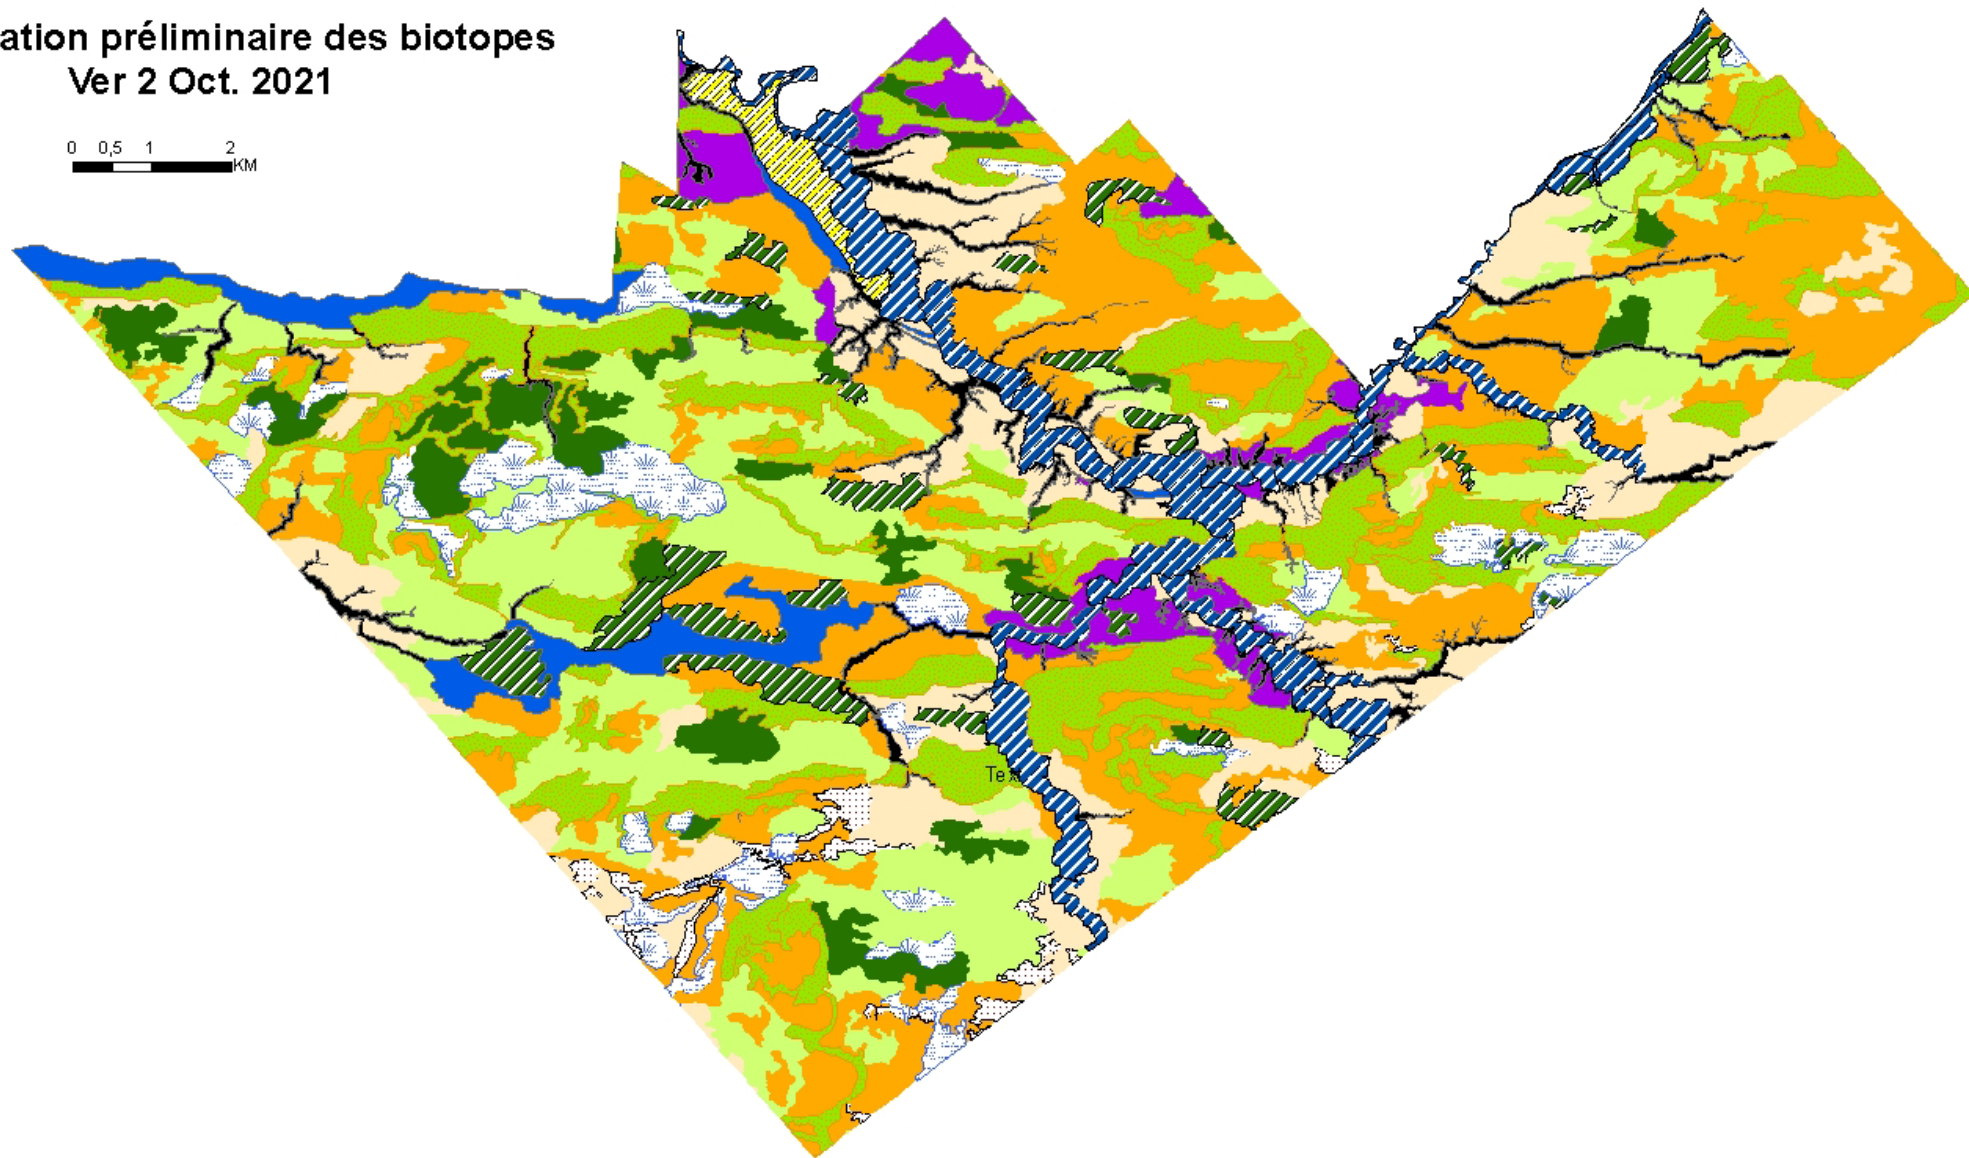 ation préliminaire des biotopes
Ver 2 Oct. 2021
0 0,5 1 2
KM